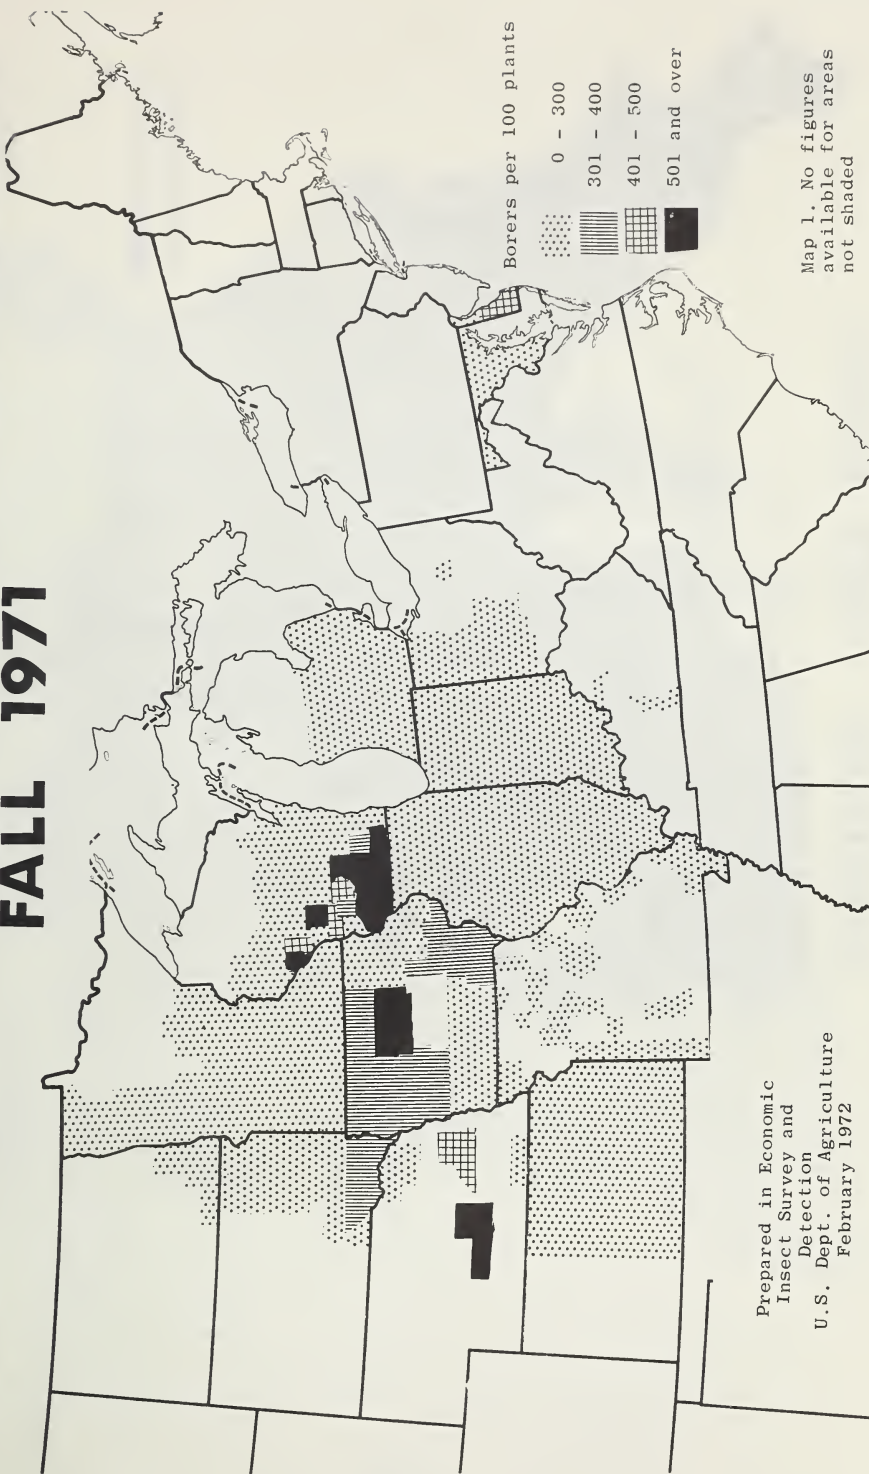 FALL 1971
Borers per 100 plants
0 - 300
301 - 400
401 - 500
501 and over
Map 1. No figures
available for areas
not shaded
Prepared in Economic
Insect Survey and
Detection
U.S. Dept. of Agriculture
February 1972